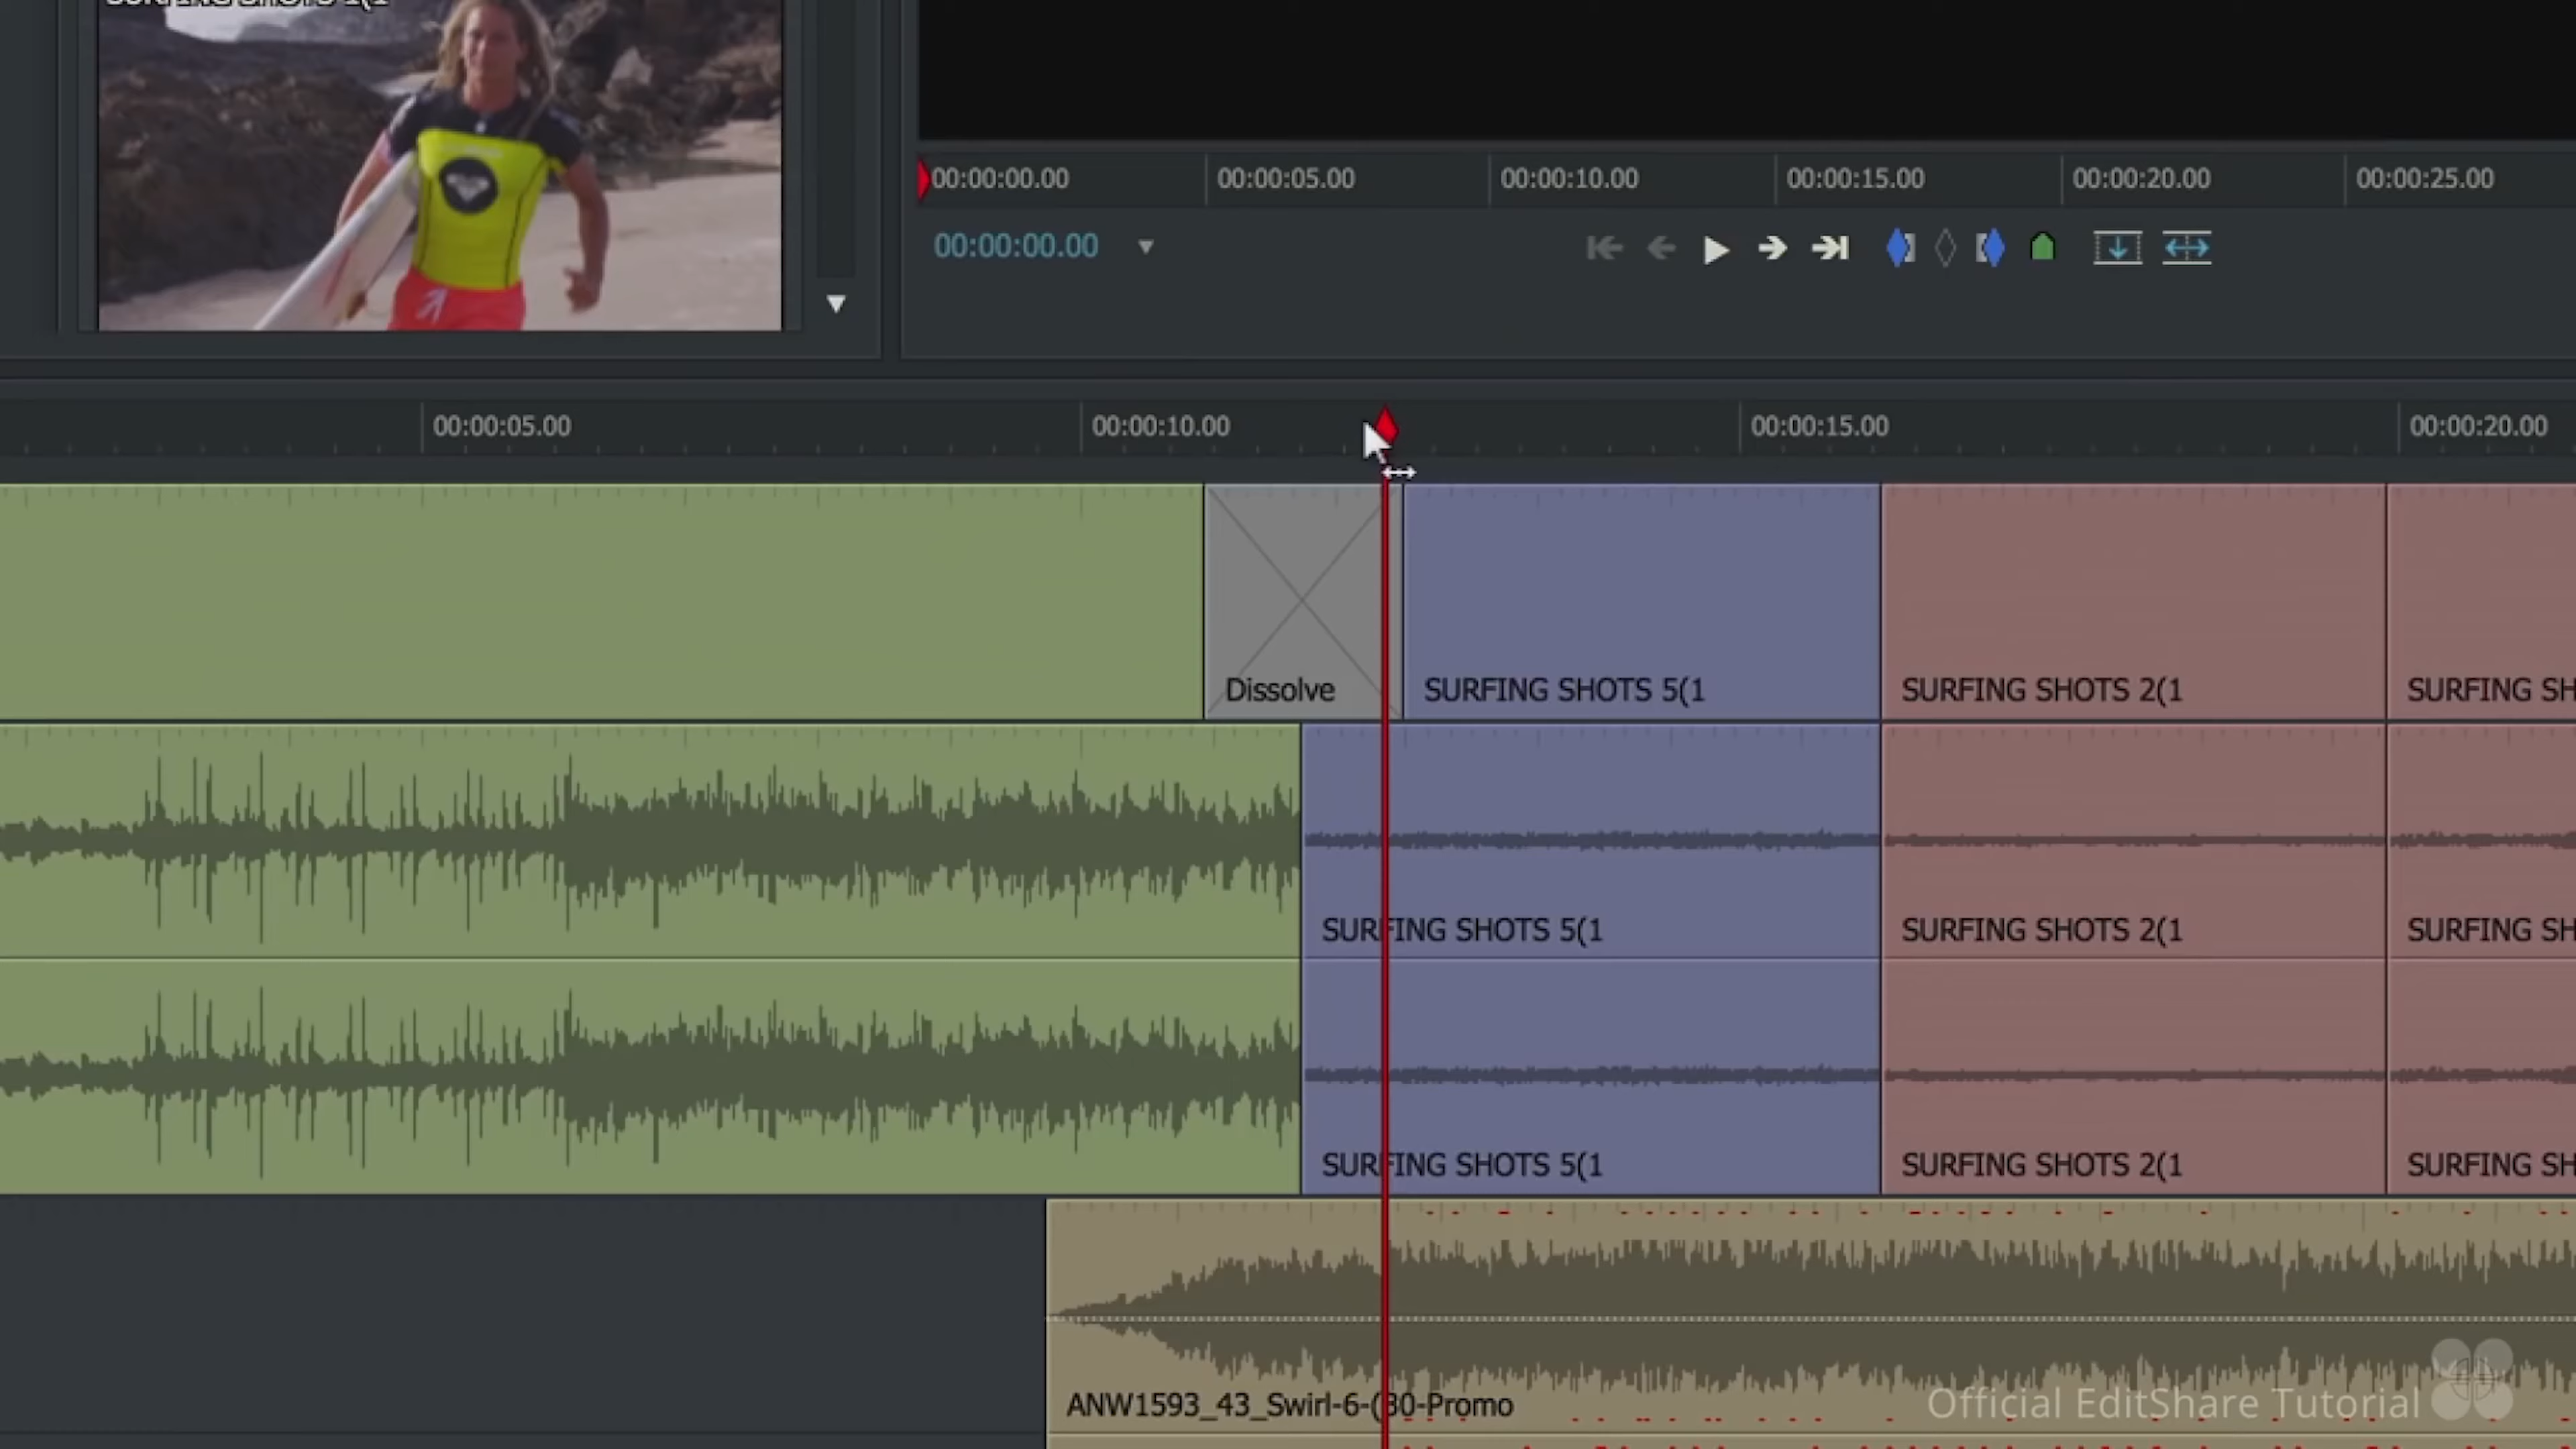 SURFING SHOTS 1(1
00:00:00.00 00:00:05.00 00:00:10.00 00:00:15.00 00:00:20.00 00:00:25.00
00:00:00.00
00:00:05.00 00:00:10.00 00:00:15.00 00:00:20.00
Dissolve SURFING SHOTS 5(1 SURFING SHOTS 2(1 SURFING SH
SURFING SHOTS 5(1 SURFING SHOTS 2(1 SURFING SH
SURFING SHOTS 5(1 SURFING SHOTS 2(1 SURFING SH
ANW1593_43_Swirl-6-(30-Promo
Official EditShare Tutorial